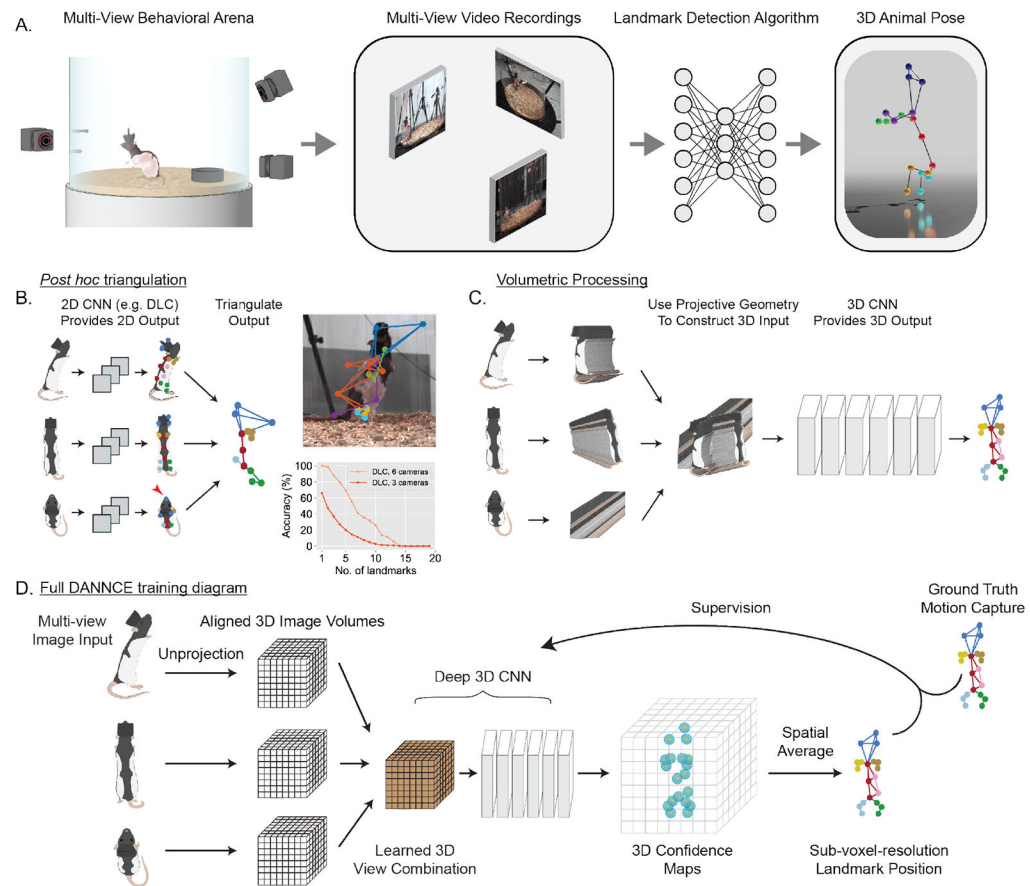 A.
Multi-View Behavioral Arena
Multi-View Video Recordings
Landmark Detection Algorithm
3D Animal Pose
Post hoc triangulation
B.
2D CNN (e.g. DLC)
Provides 2D Output
Triangulate
Output
Accuracy (%)
100
80
60
40
20
0
DLC, 6 cameras
DLC, 3 cameras
1 5 10 15 20
No. of landmarks
Volumetric Processing
C.
Use Projective Geometry
To Construct 3D Input
3D CNN
Provides 3D Output
D. Full DANNCE training diagram
Multi-view
Image Input
Unprojection
Aligned 3D Image Volumes
Learned 3D
View Combination
Deep 3D CNN
3D Confidence
Maps
Spatial
Average
Sub-voxel-resolution
Landmark Position
Supervision
Ground Truth
Motion Capture